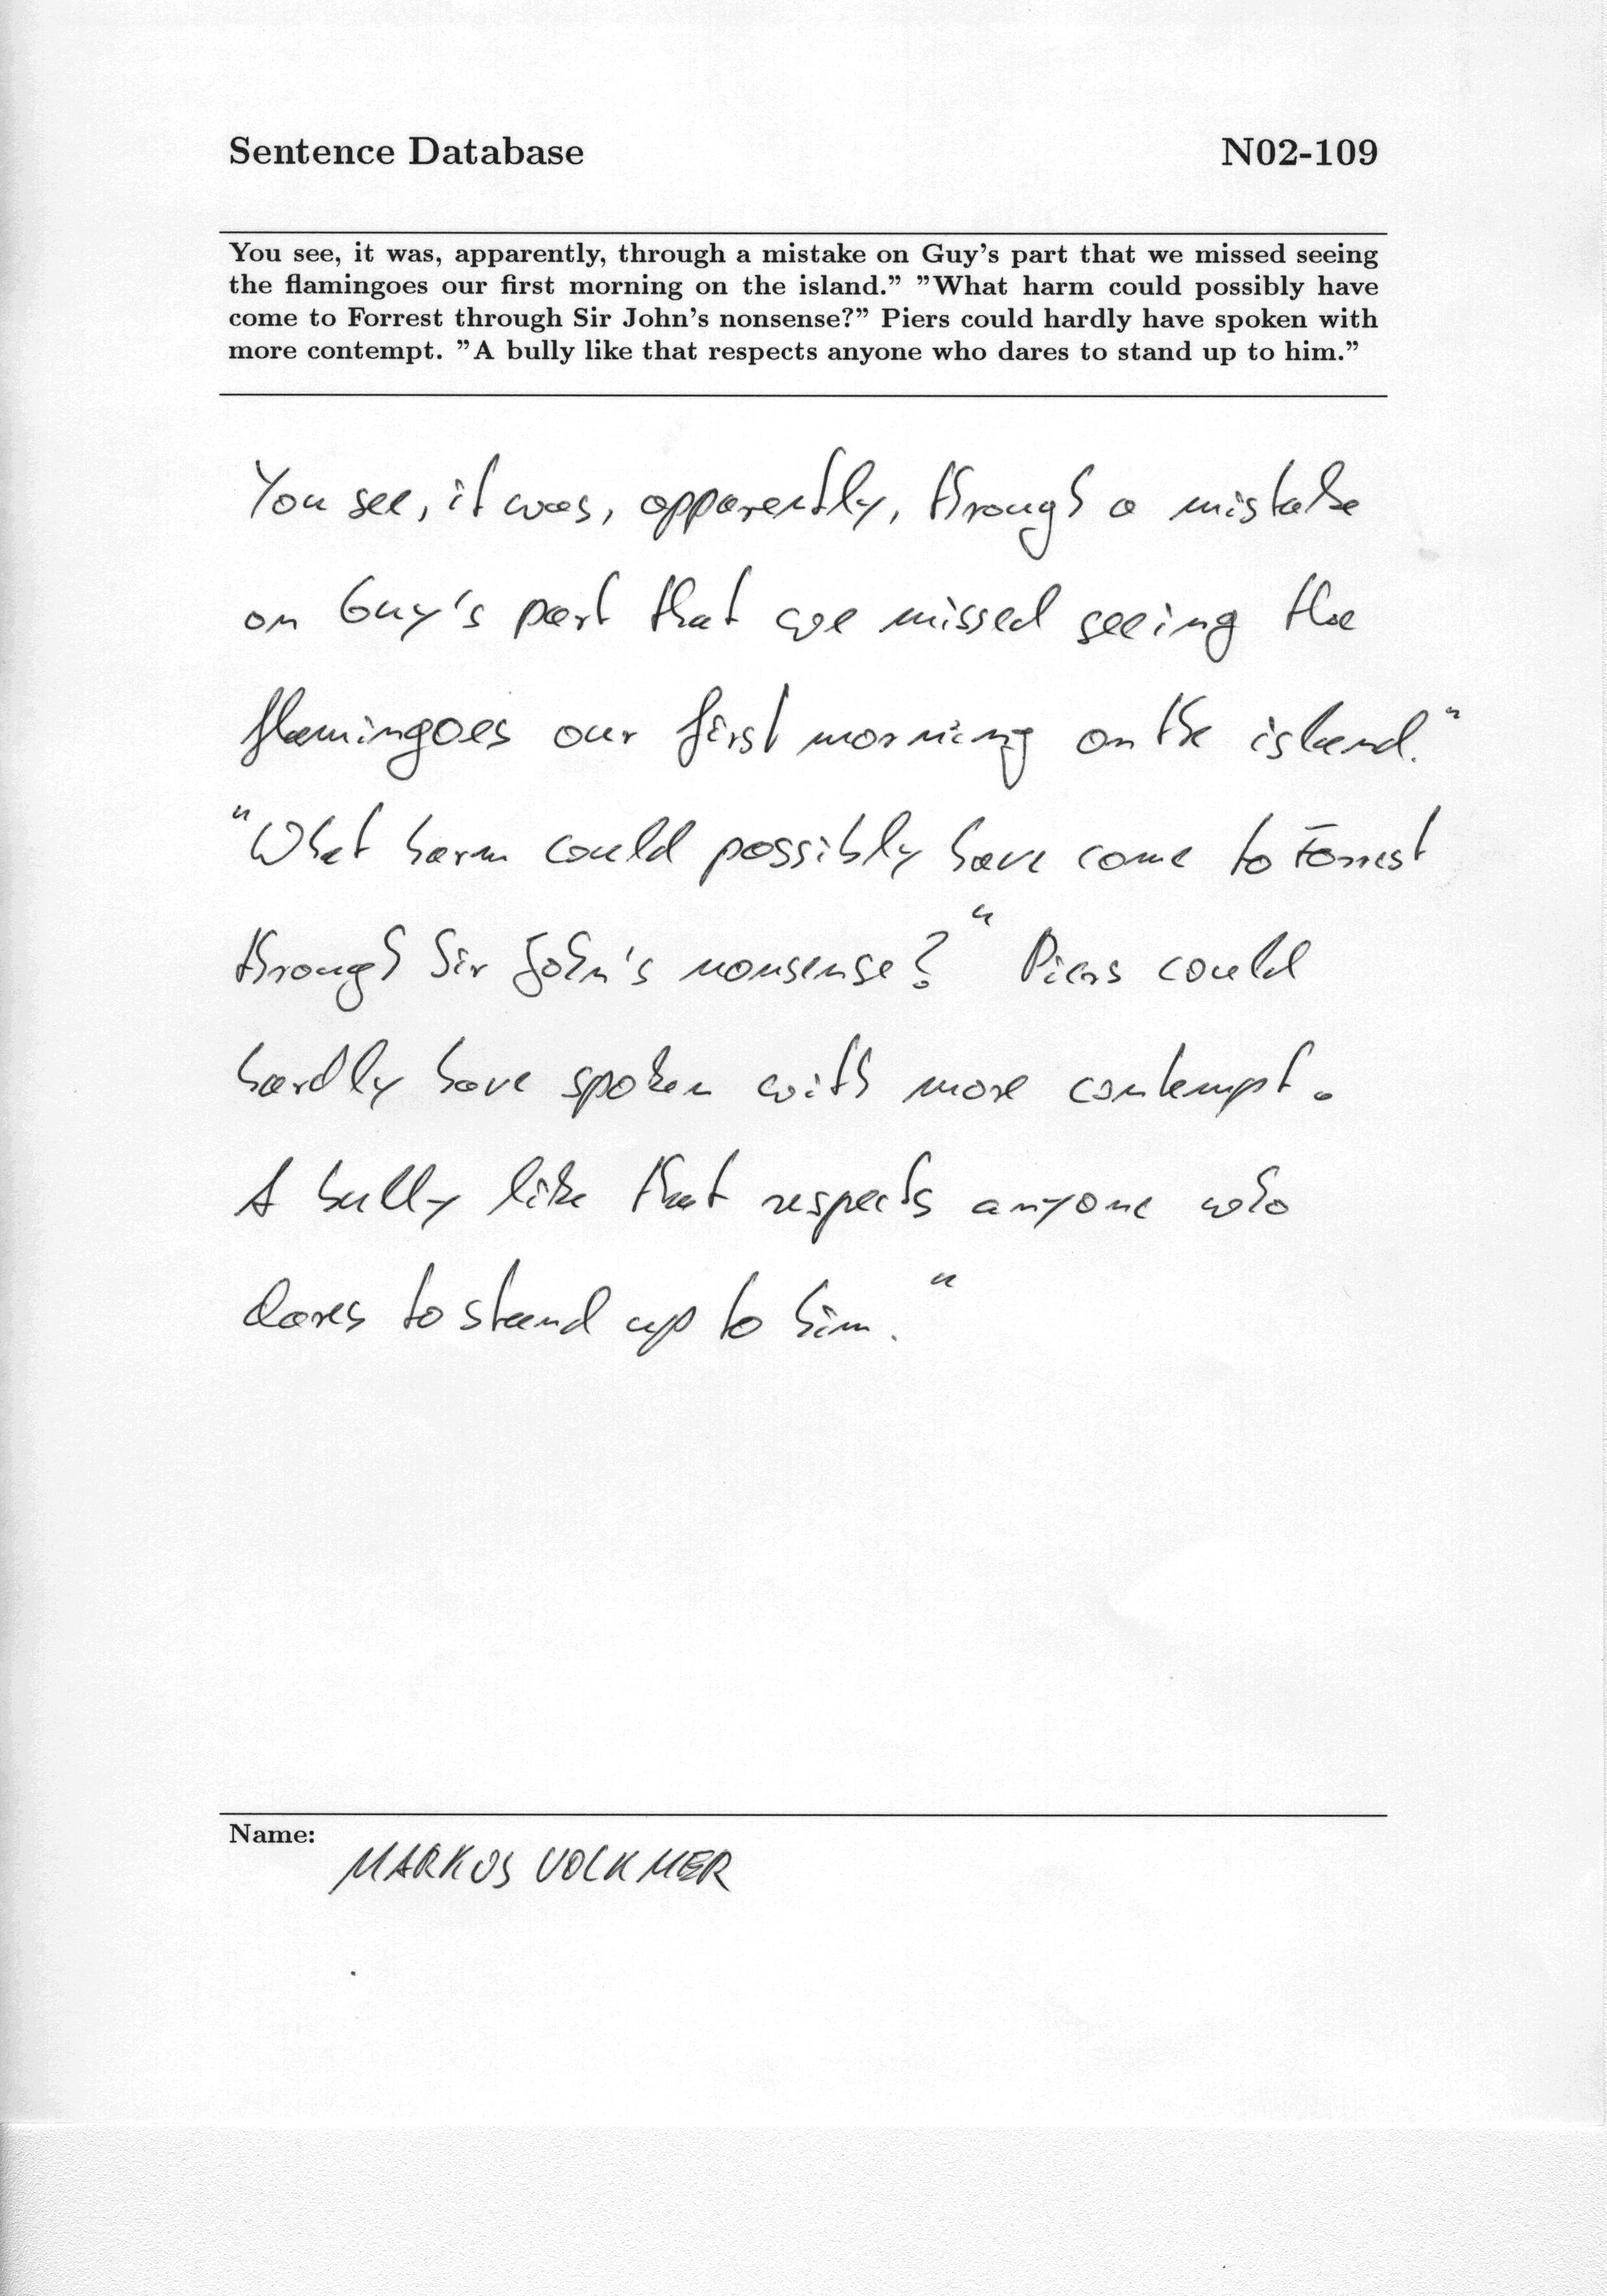 Sentence Database N02-109
You see, it was, apparently, through a mistake on Guy's part that we missed seeing
the flamingoes our first morning on the island." "What harm could possibly have
come to Forrest through Sir John's nonsense?" Piers could hardly have spoken with
more contempt. "A bully like that respects anyone who dares to stand up to him."
You see, it was, apparently, through a mistake
on Guy's part that we missed seeing the
flamingoes our first morning on the island."
"What harm could possibly have come to Forrest
through Sir John's nonsense?" Piers could
hardly have spoken with more contempt.
A bully like that respects anyone who
dares to stand up to him."
Name:
MARKUS VOLKMER